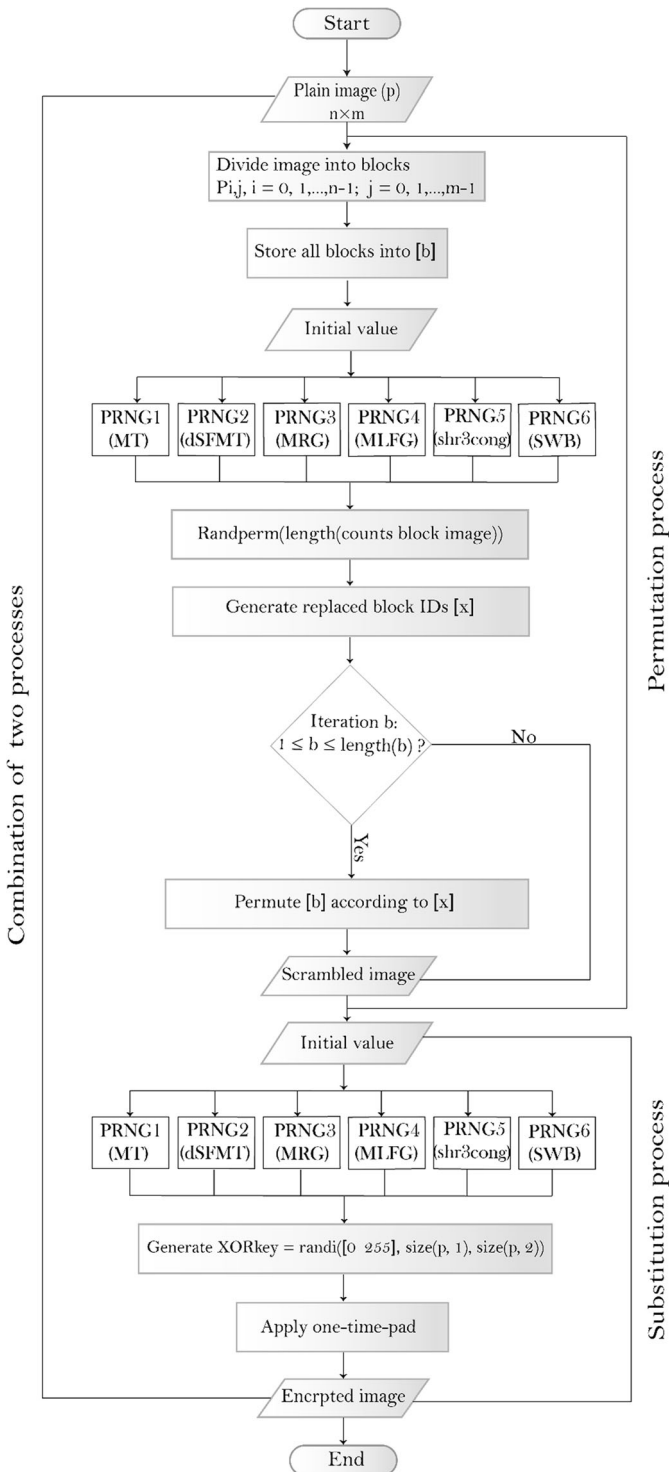 Start
Plain image (p)
n×m
Divide image into blocks
Pi,j, i = 0, 1,...,n-1; j = 0, 1,...,m-1
Store all blocks into [b]
Initial value
PRNG1
(MT)
PRNG2
(dSFMT)
PRNG3
(MRG)
PRNG4
(MLFG)
PRNG5
(shr3cong)
PRNG6
(SWB)
Randperm(length(counts block image))
Generate replaced block IDs [x]
Iteration b:
1 ≤ b ≤ length(b) ?
No
Yes
Permute [b] according to [x]
Scrambled image
Permutation process
Combination of two processes
Initial value
PRNG1
(MT)
PRNG2
(dSFMT)
PRNG3
(MRG)
PRNG4
(MLFG)
PRNG5
(shr3cong)
PRNG6
(SWB)
Generate XORkey = randi([0 255], size(p, 1), size(p, 2))
Apply one-time-pad
Encrpted image
Substitution process
End